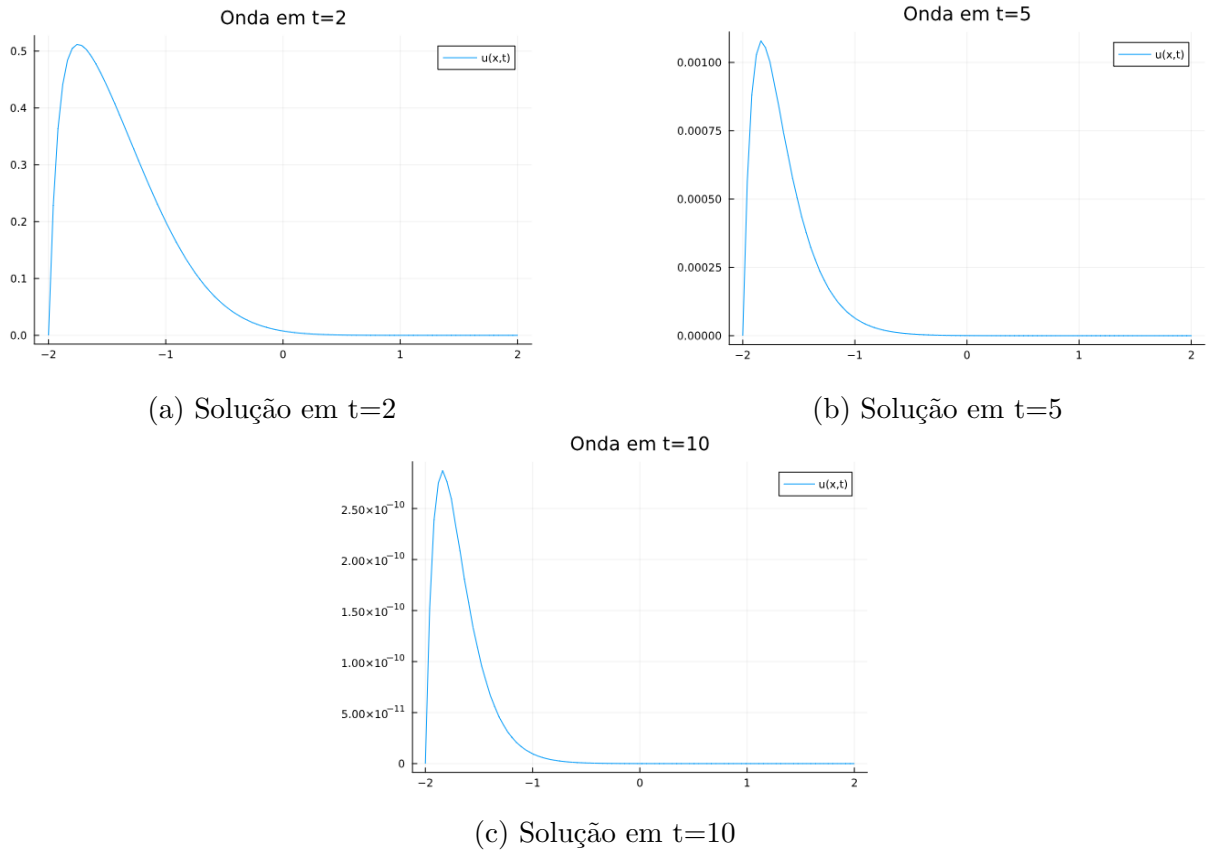 Onda em t=2
u(x,t)
0.5
0.4
0.3
0.2
0.1
0.0
−2 −1 0 1 2
(a) Solução em t=2
Onda em t=5
u(x,t)
0.00100
0.00075
0.00050
0.00025
0.00000
−2 −1 0 1 2
(b) Solução em t=5
Onda em t=10
u(x,t)
2.50×10⁻¹⁰
2.00×10⁻¹⁰
1.50×10⁻¹⁰
1.00×10⁻¹⁰
5.00×10⁻¹¹
0
−2 −1 0 1 2
(c) Solução em t=10